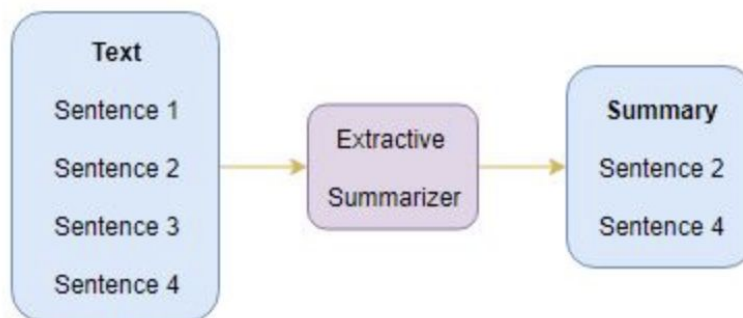 Text
Sentence 1
Sentence 2
Sentence 3
Sentence 4
Extractive
Summarizer
Summary
Sentence 2
Sentence 4